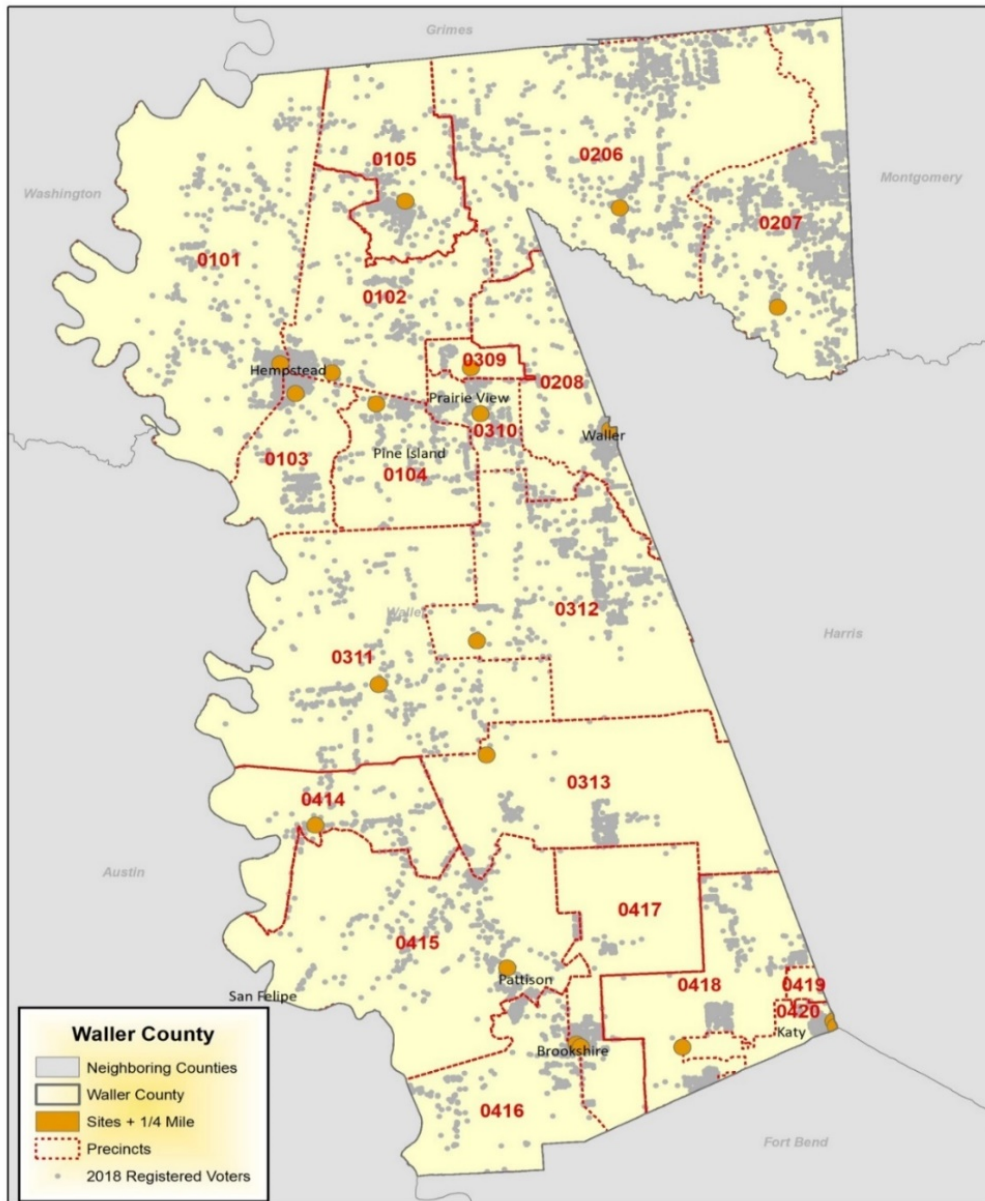 Grimes
0105
0206
Washington
Montgomery
0207
0101
0102
0309
Hempstead
0208
Prairie View
0310
Waller
Pine Island
0103
0104
0312
Waller
Harris
0311
0313
0414
Austin
0417
0415
Pattison
0418
0419
San Felipe
0420
Katy
Brookshire
0416
Fort Bend
Waller County
Neighboring Counties
Waller County
Sites + 1/4 Mile
Precincts
2018 Registered Voters